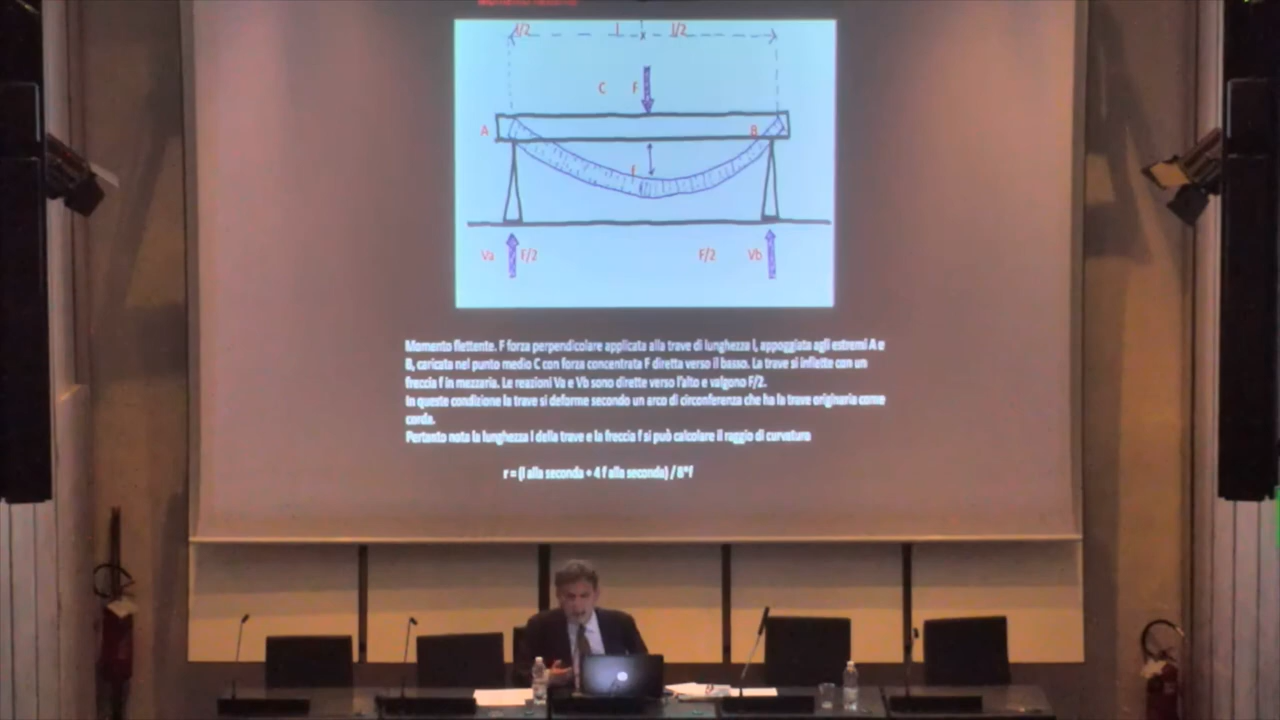 Momento flettente
l/2 l l/2
C F
A B
f
Va F/2 F/2 Vb
Momento flettente. F forza perpendicolare applicata alla trave di lunghezza l, appoggiata agli estremi A e
B, caricata nel punto medio C con forza concentrata F diretta verso il basso. La trave si inflette con un
freccia f in mezzaria. Le reazioni Va e Vb sono dirette verso l'alto e valgono F/2.
In queste condizione la trave si deforme secondo un arco di circonferenza che ha la trave originaria come
corda.
Pertanto nota la lunghezza l della trave e la freccia f si può calcolare il raggio di curvatura
r = (l alla seconda + 4 f alla seconda) / 8*f